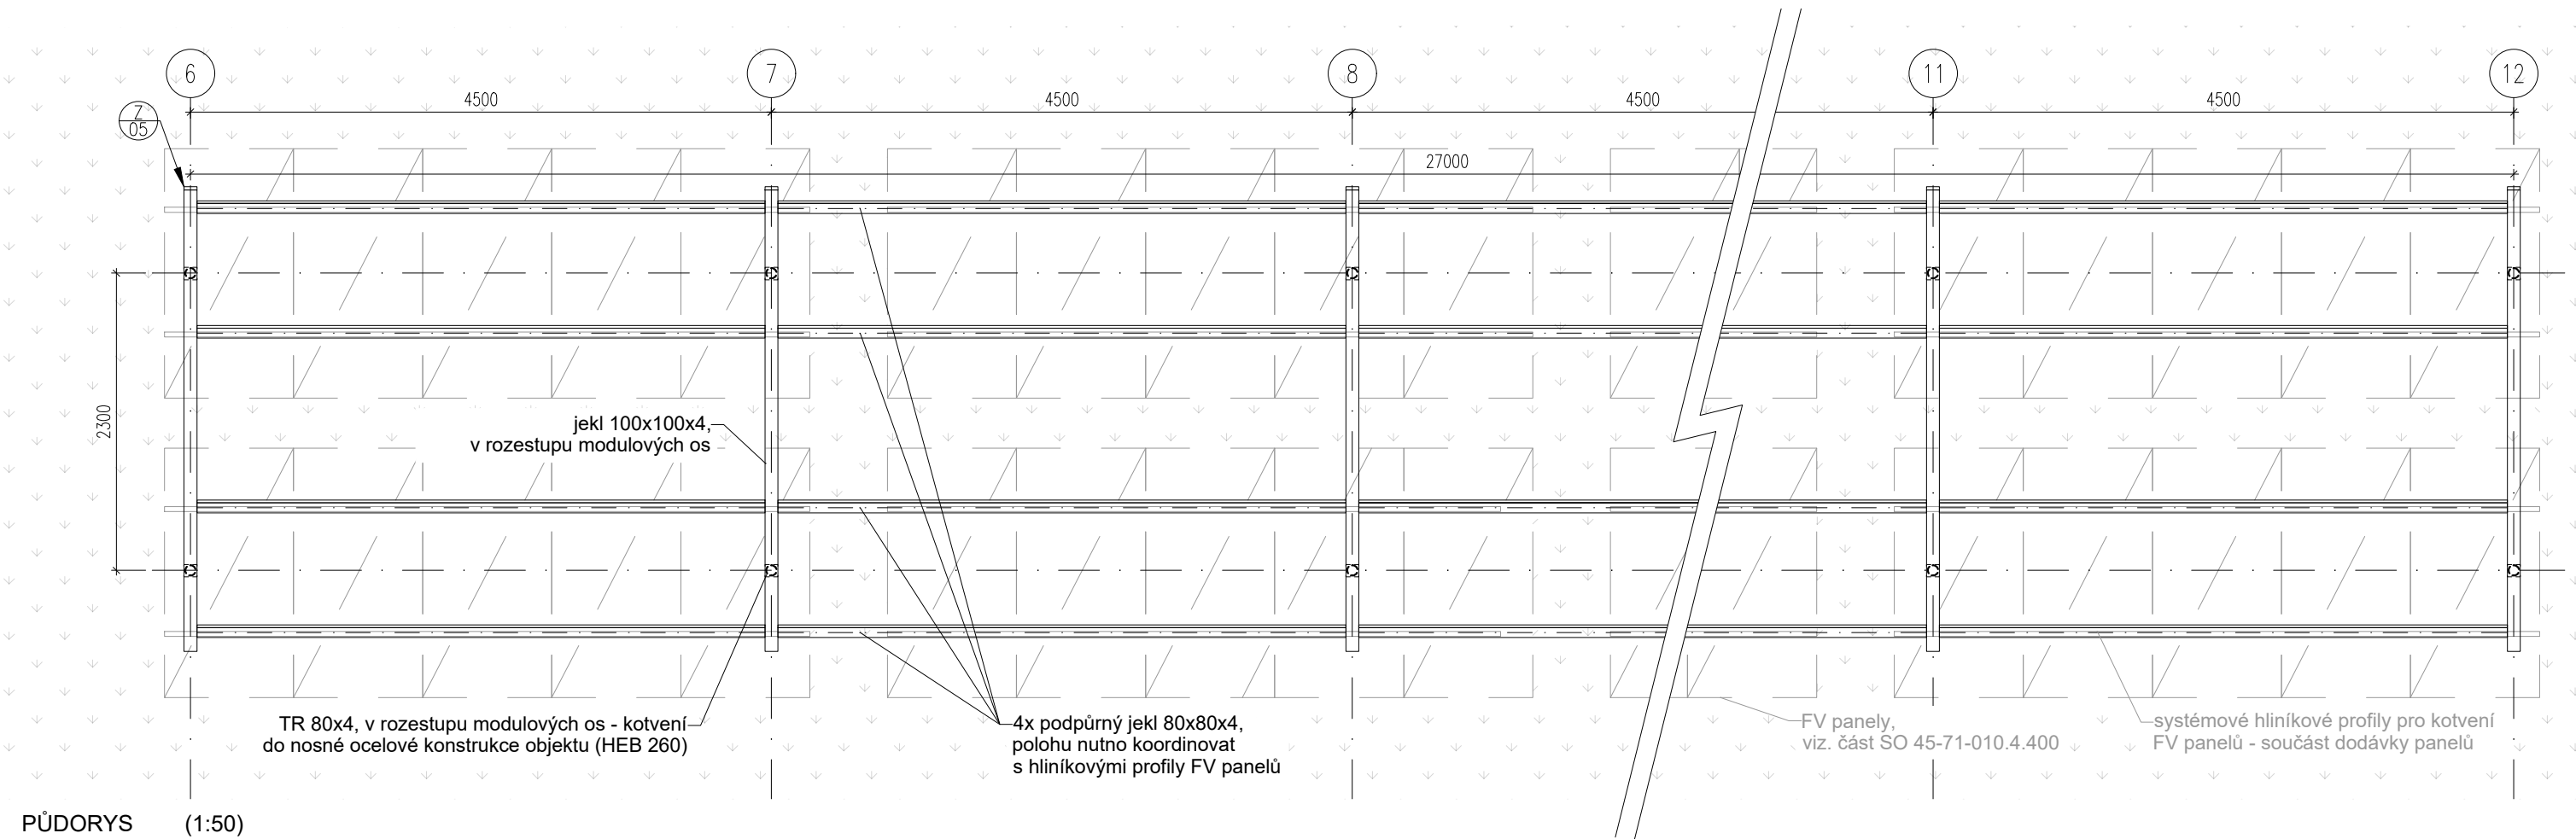 6
7
8
11
12
4500
4500
4500
4500
Z
05
27000
2300
jekl 100x100x4,
v rozestupu modulových os
TR 80x4, v rozestupu modulových os - kotvení
do nosné ocelové konstrukce objektu (HEB 260)
4x podpůrný jekl 80x80x4,
polohu nutno koordinovat
s hliníkovými profily FV panelů
FV panely,
viz. část SO 45-71-010.4.400
systémové hliníkové profily pro kotvení
FV panelů - součást dodávky panelů
PŮDORYS (1:50)